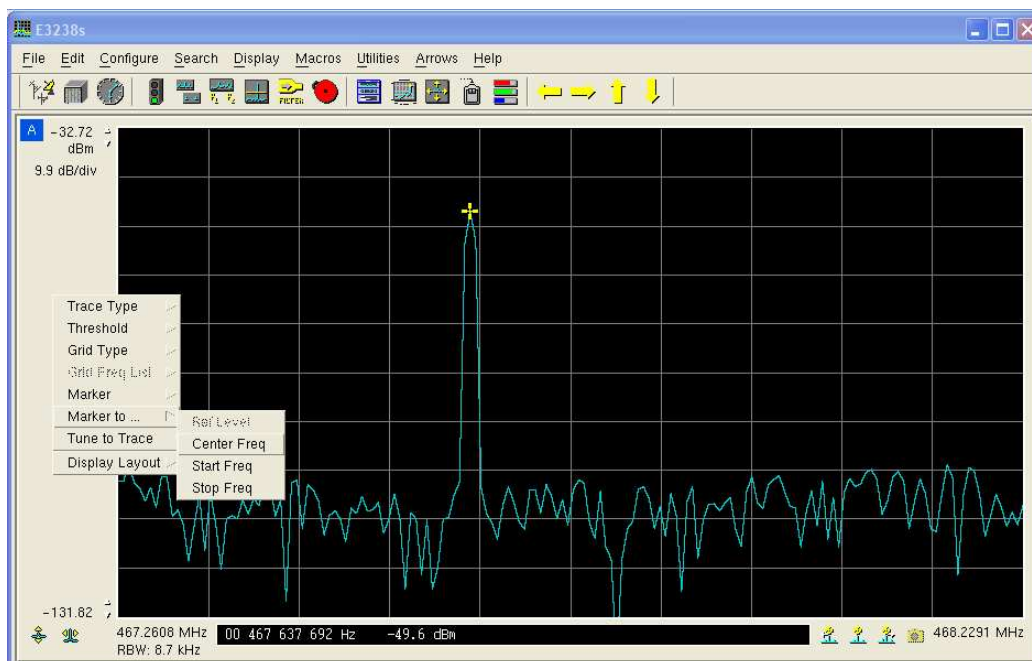 E3238s
File Edit Configure Search Display Macros Utilities Arrows Help
FILTER
A -32.72
dBm
9.9 dB/div
Trace Type
Threshold
Grid Type
Grid Freq List
Marker
Marker to ...
Tune to Trace
Display Layout
Ref Level
Center Freq
Start Freq
Stop Freq
-131.82
467.2608 MHz 00 467 637 692 Hz -49.6 dBm 468.2291 MHz
RBW: 8.7 kHz